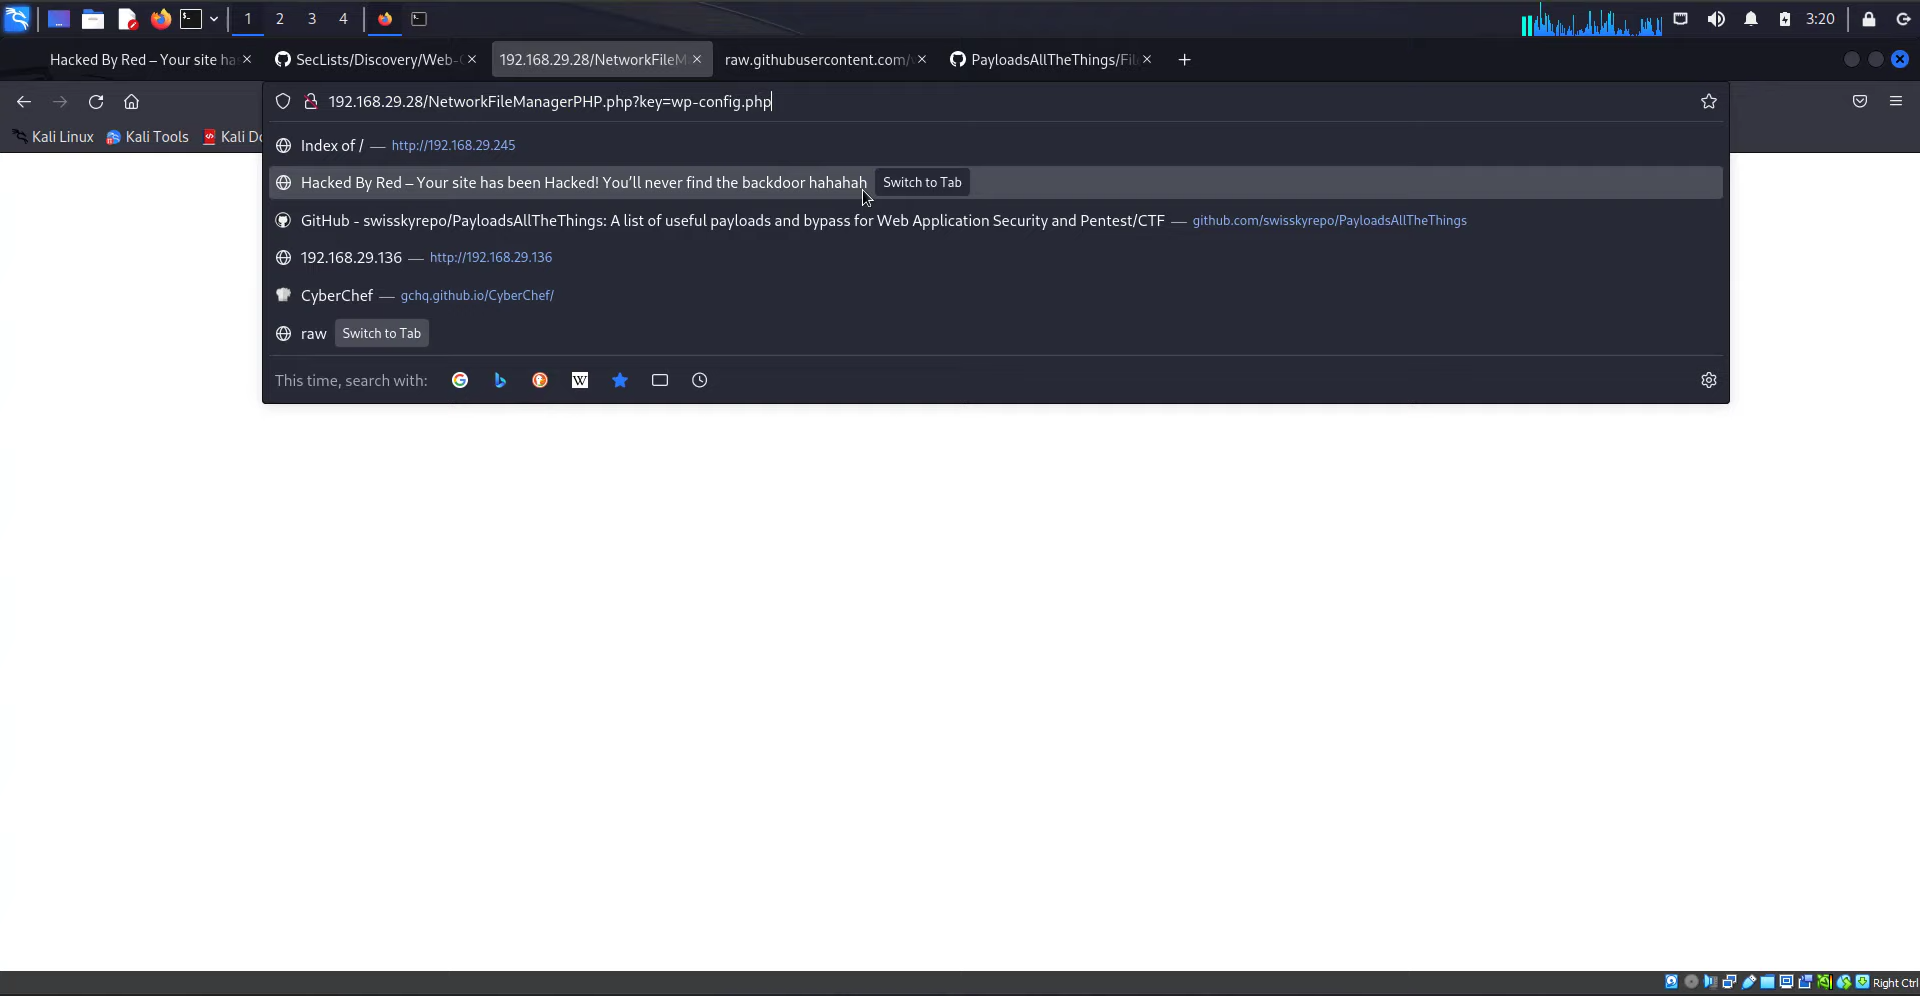 1 2 3 4 3:20
Hacked By Red – Your site ha
SecLists/Discovery/Web-
192.168.29.28/NetworkFileM
raw.githubusercontent.com/
PayloadsAllTheThings/Fil
192.168.29.28/NetworkFileManagerPHP.php?key=wp-config.php
Kali Linux Kali Tools Kali Do
Index of / — http://192.168.29.245
Hacked By Red – Your site has been Hacked! You'll never find the backdoor hahahah Switch to Tab
GitHub - swisskyrepo/PayloadsAllTheThings: A list of useful payloads and bypass for Web Application Security and Pentest/CTF — github.com/swisskyrepo/PayloadsAllTheThings
192.168.29.136 — http://192.168.29.136
CyberChef — gchq.github.io/CyberChef/
raw Switch to Tab
This time, search with: W
Right Ctrl